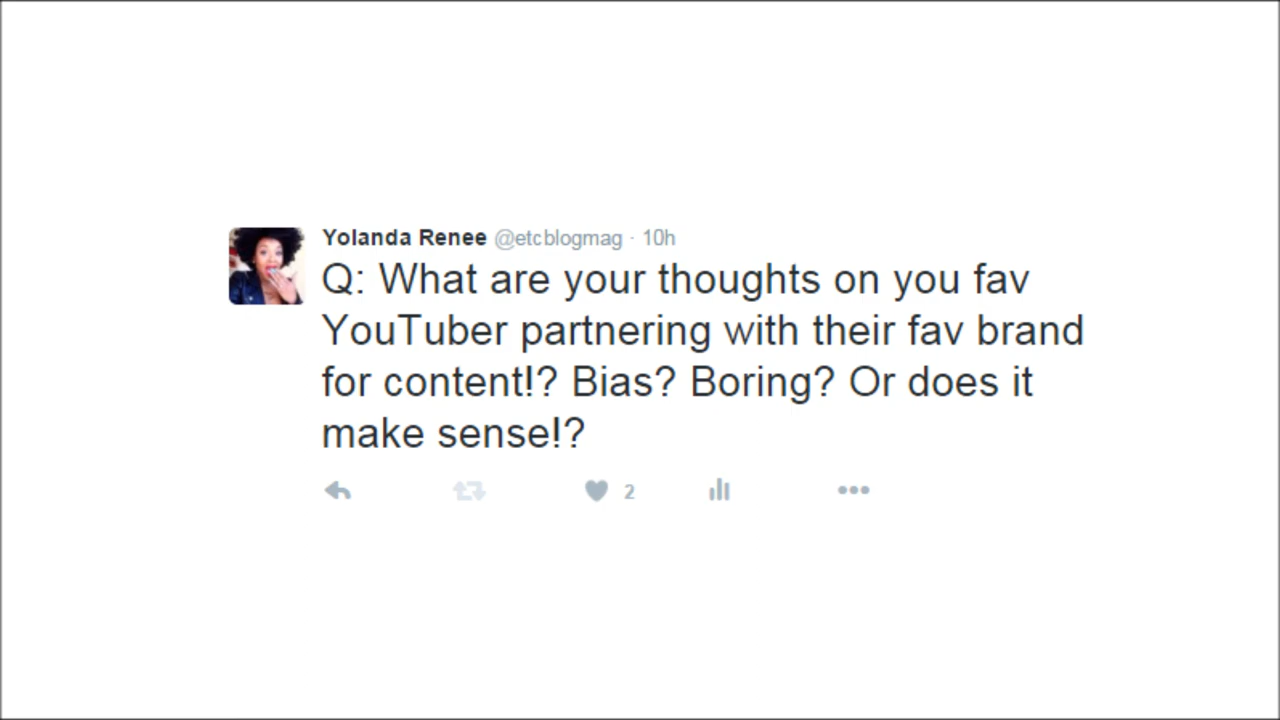 Yolanda Renee @etcblogmag · 10h
Q: What are your thoughts on you fav
YouTuber partnering with their fav brand
for content!? Bias? Boring? Or does it
make sense!?
2